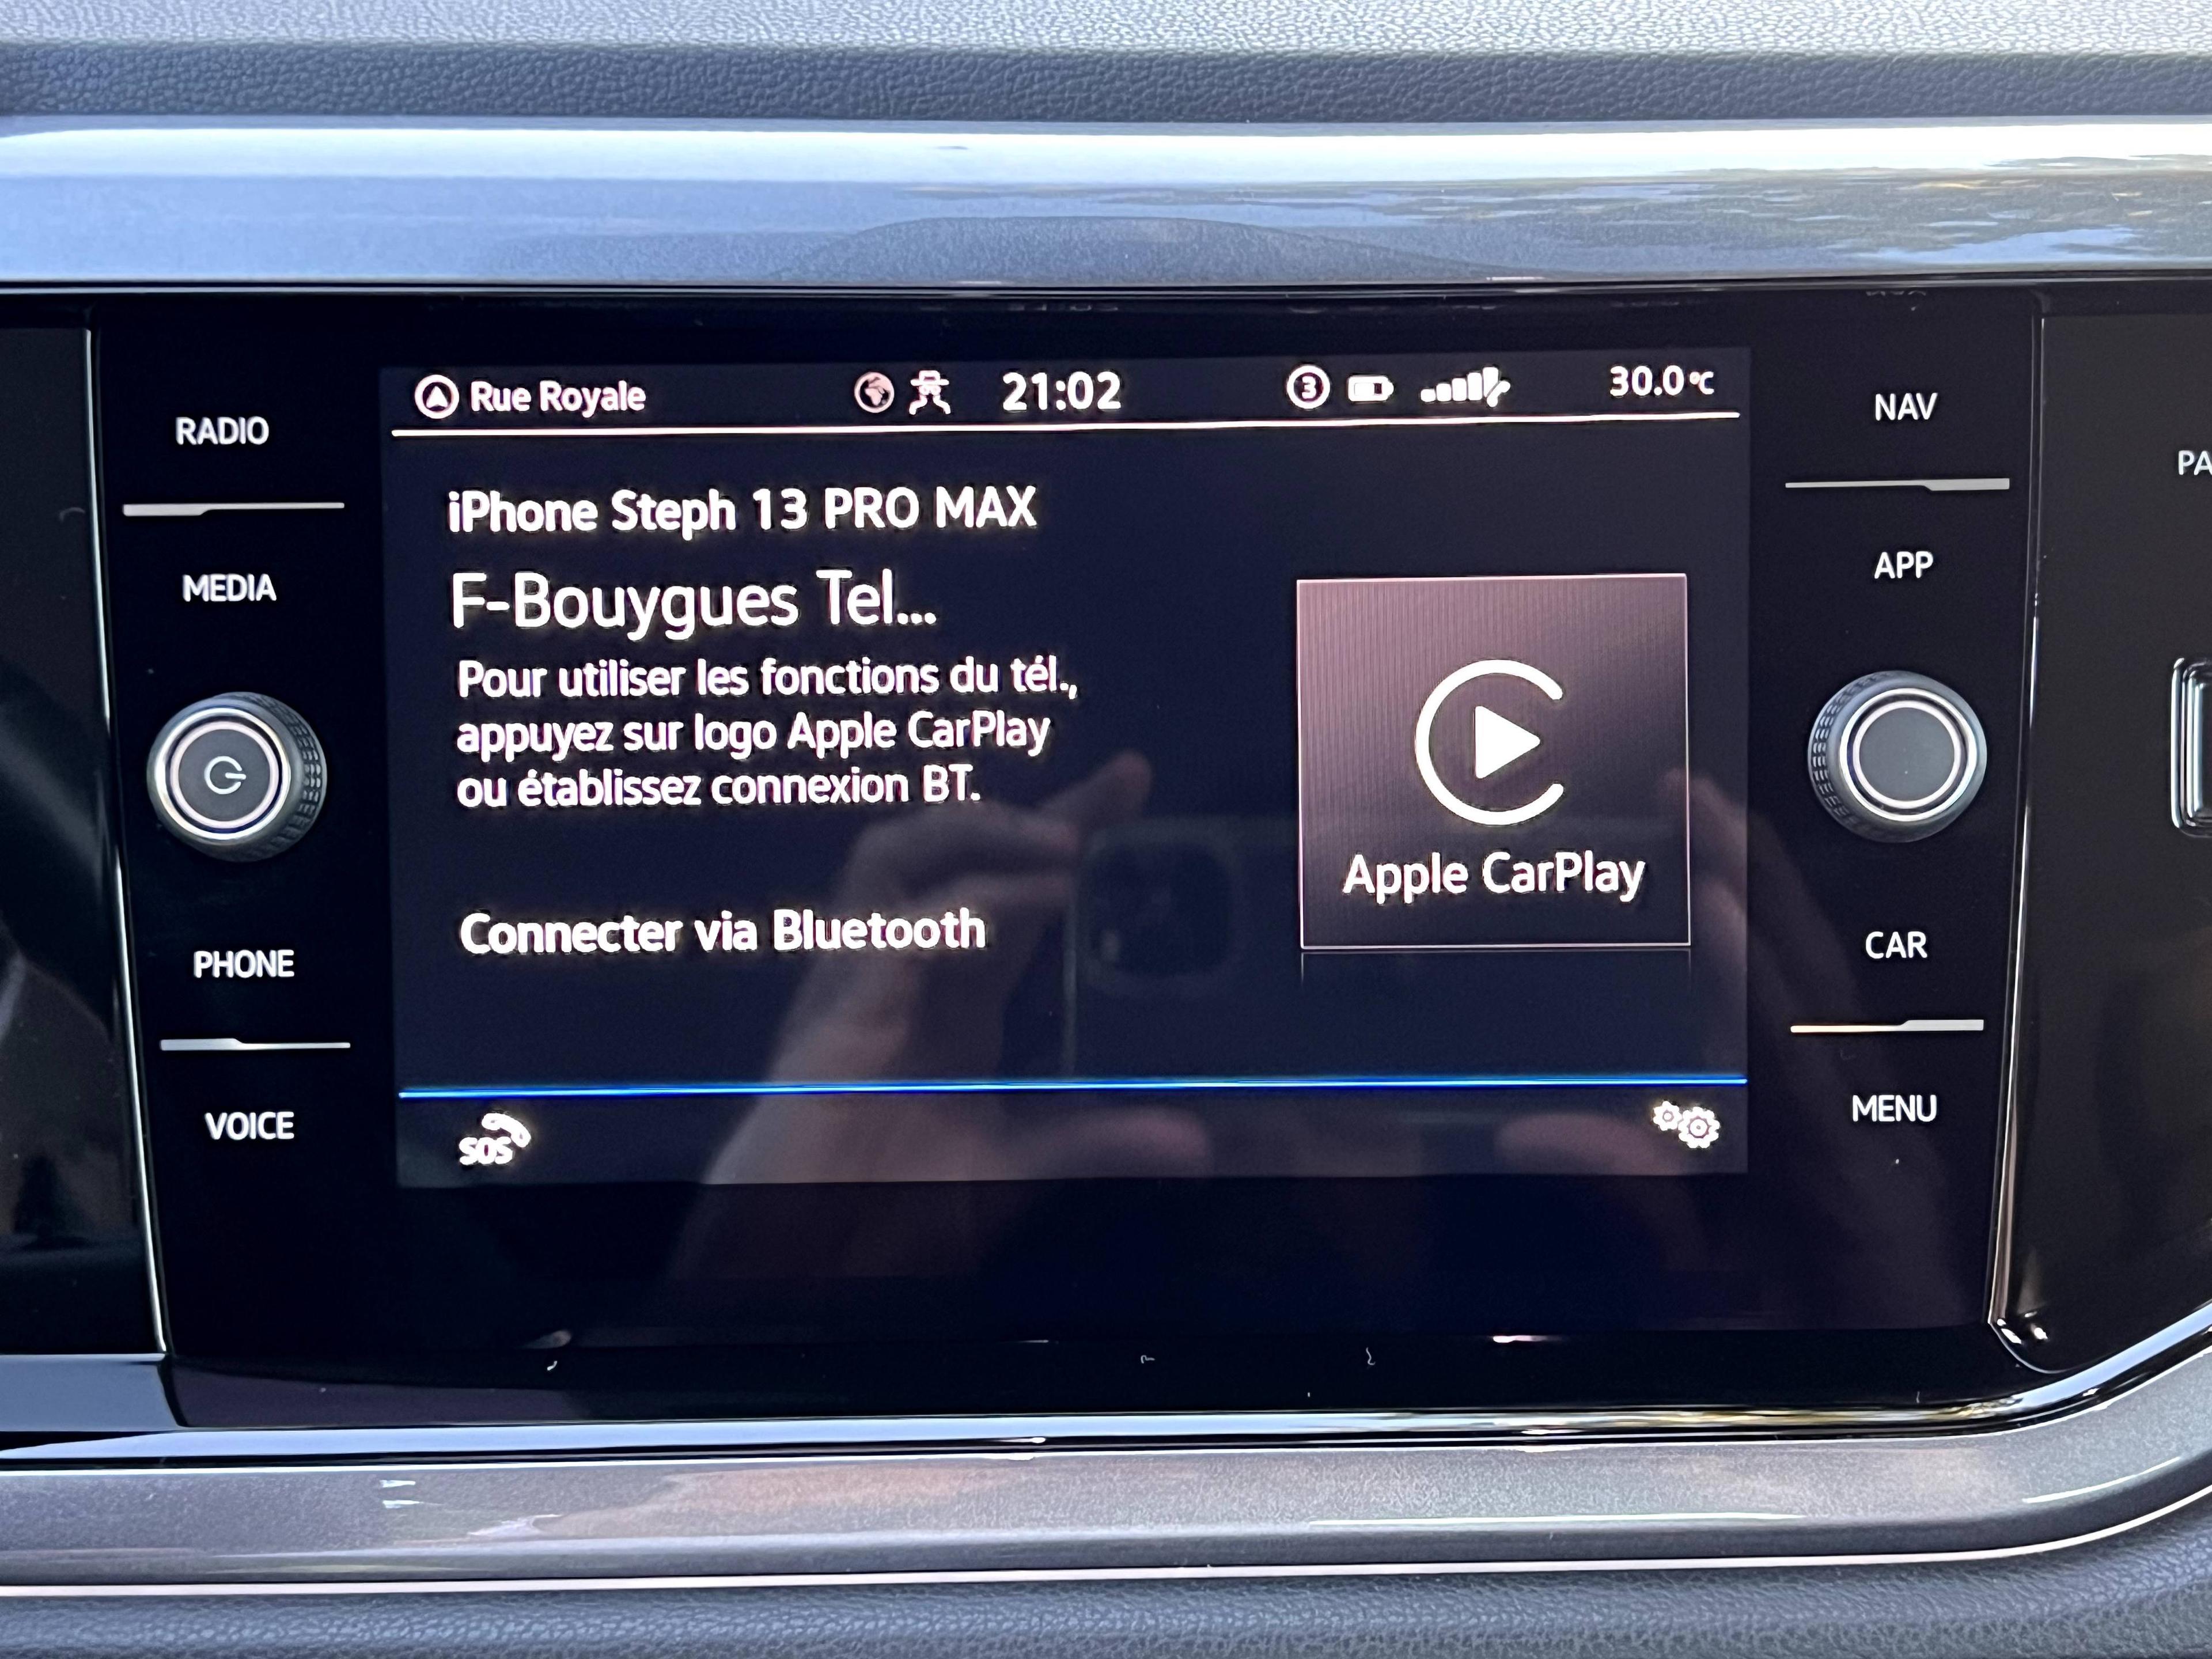 Rue Royale
21:02
3
30.0°C
RADIO
MEDIA
PHONE
VOICE
iPhone Steph 13 PRO MAX
F-Bouygues Tel...
Pour utiliser les fonctions du tél.,
appuyez sur logo Apple CarPlay
ou établissez connexion BT.
Connecter via Bluetooth
Apple CarPlay
SOS
NAV
APP
CAR
MENU
PA